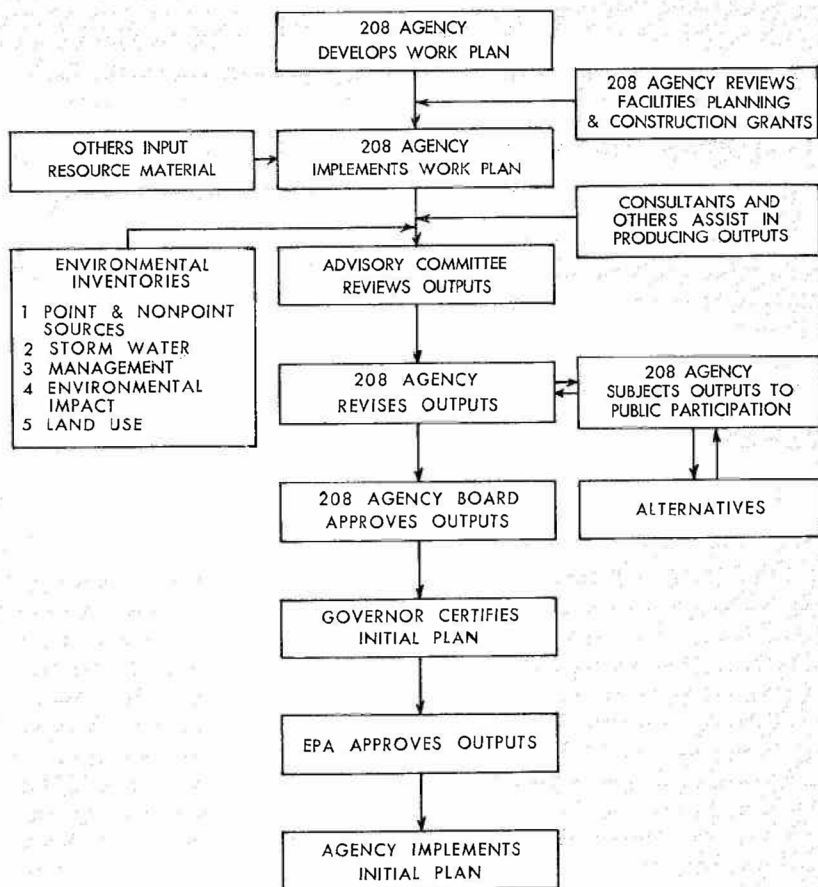 208 AGENCY
DEVELOPS WORK PLAN
208 AGENCY REVIEWS
FACILITIES PLANNING
& CONSTRUCTION GRANTS
OTHERS INPUT
RESOURCE MATERIAL
208 AGENCY
IMPLEMENTS WORK PLAN
CONSULTANTS AND
OTHERS ASSIST IN
PRODUCING OUTPUTS
ENVIRONMENTAL
INVENTORIES
1 POINT & NONPOINT
SOURCES
2 STORM WATER
3 MANAGEMENT
4 ENVIRONMENTAL
IMPACT
5 LAND USE
ADVISORY COMMITTEE
REVIEWS OUTPUTS
208 AGENCY
REVISES OUTPUTS
208 AGENCY
SUBJECTS OUTPUTS TO
PUBLIC PARTICIPATION
208 AGENCY BOARD
APPROVES OUTPUTS
ALTERNATIVES
GOVERNOR CERTIFIES
INITIAL PLAN
EPA APPROVES OUTPUTS
AGENCY IMPLEMENTS
INITIAL PLAN